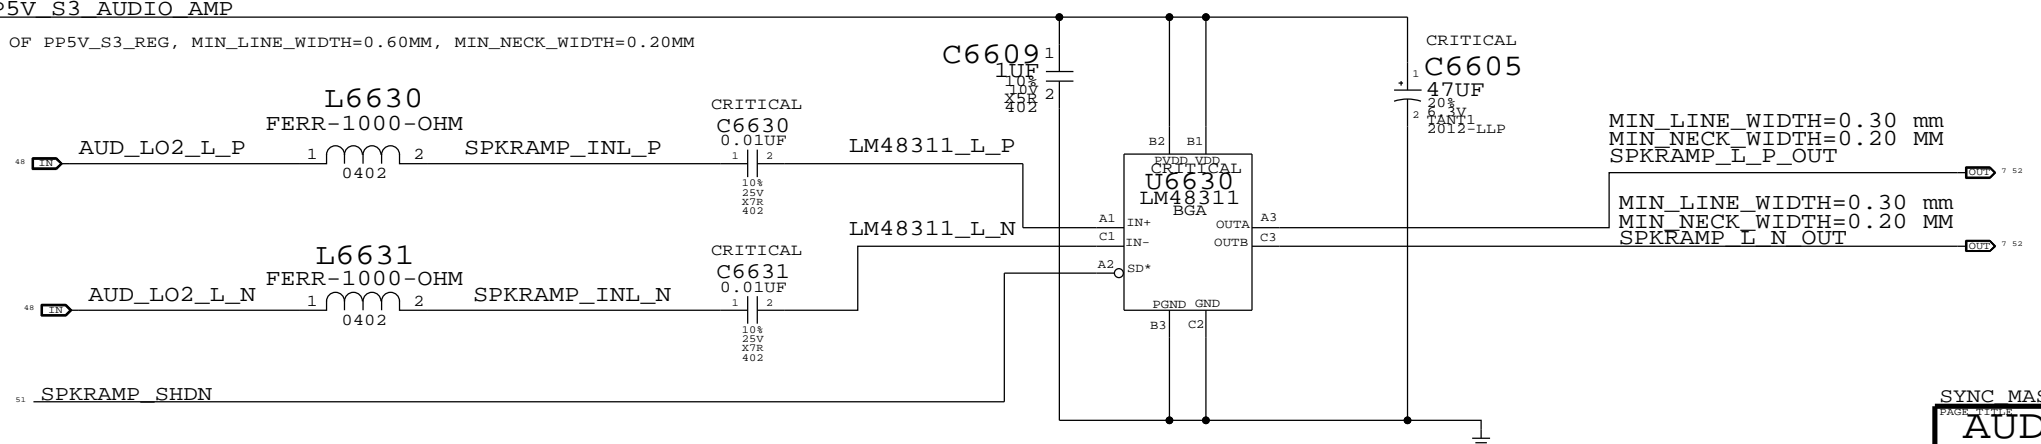 P5V_S3_AUDIO_AMP
OF PP5V_S3_REG, MIN_LINE_WIDTH=0.60MM, MIN_NECK_WIDTH=0.20MM
C6609
1UF
10%
10V
X5R
402
1
2
CRITICAL
C6605
47UF
20%
6.3V
TANT1
2012-LLP
1
2
L6630
FERR-1000-OHM
1 2
0402
48 IN AUD_LO2_L_P
SPKRAMP_INL_P
CRITICAL
C6630
0.01UF
1 2
10%
25V
X7R
402
LM48311_L_P
B2 B1
PVDD VDD
CRITICAL
U6630
LM48311
BGA
A1 IN+
C1 IN-
A2 SD*
OUTA A3
OUTB C3
PGND GND
B3 C2
MIN_LINE_WIDTH=0.30 mm
MIN_NECK_WIDTH=0.20 MM
SPKRAMP_L_P_OUT
OUT 7 52
MIN_LINE_WIDTH=0.30 mm
MIN_NECK_WIDTH=0.20 MM
SPKRAMP_L_N_OUT
OUT 7 52
LM48311_L_N
L6631
FERR-1000-OHM
1 2
0402
48 IN AUD_LO2_L_N
SPKRAMP_INL_N
CRITICAL
C6631
0.01UF
1 2
10%
25V
X7R
402
51 SPKRAMP_SHDN
SYNC_MAS
PAGE TITLE
AUD